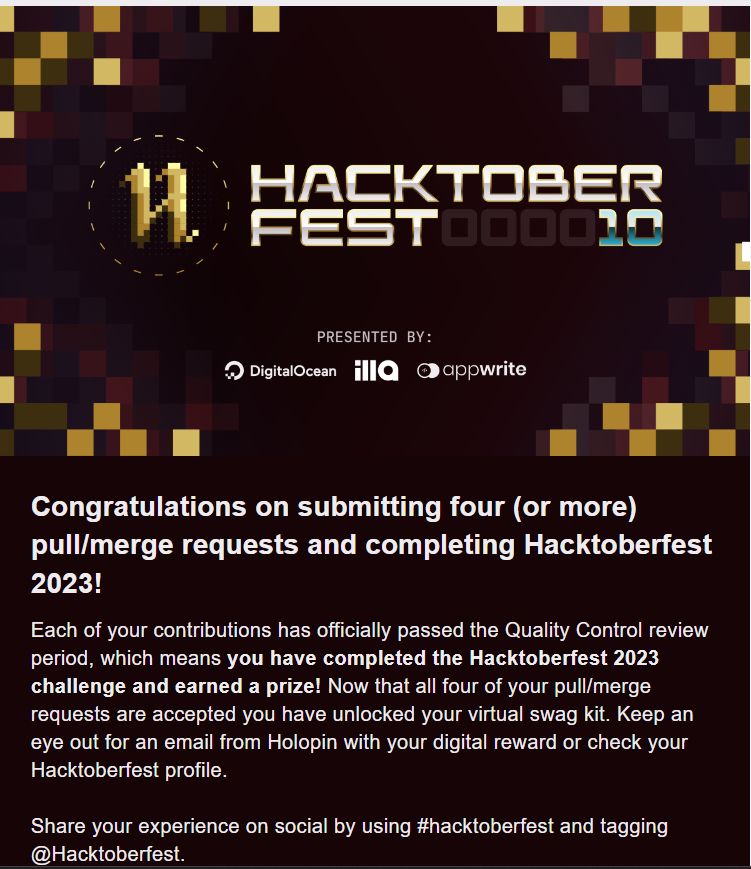 HACKTOBER
FEST000010
PRESENTED BY:
DigitalOcean illa appwrite
Congratulations on submitting four (or more)
pull/merge requests and completing Hacktoberfest
2023!
Each of your contributions has officially passed the Quality Control review
period, which means you have completed the Hacktoberfest 2023
challenge and earned a prize! Now that all four of your pull/merge
requests are accepted you have unlocked your virtual swag kit. Keep an
eye out for an email from Holopin with your digital reward or check your
Hacktoberfest profile.
Share your experience on social by using #hacktoberfest and tagging
@Hacktoberfest.